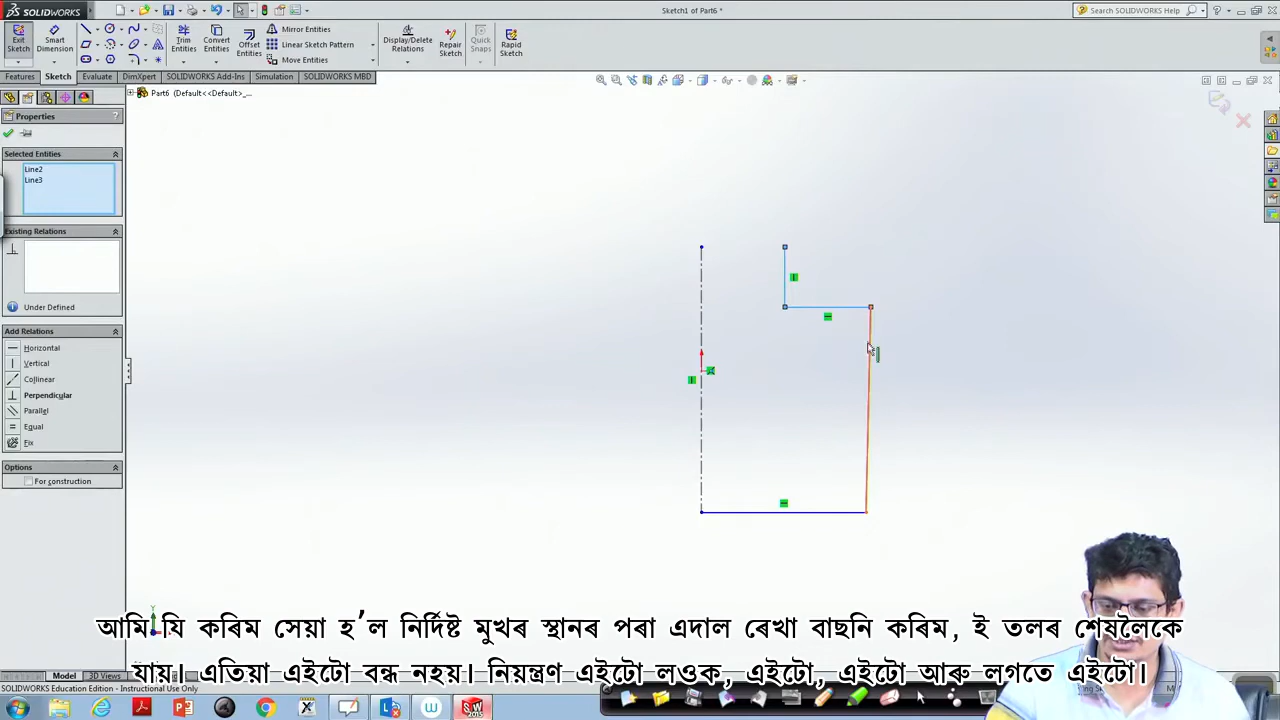 SOLIDWORKS
Sketch1 of Part6 *
Search SOLIDWORKS Help
Exit Sketch
Smart Dimension
Trim Entities
Convert Entities
Offset Entities
Mirror Entities
Linear Sketch Pattern
Move Entities
Display/Delete Relations
Repair Sketch
Quick Snaps
Rapid Sketch
Features Sketch Evaluate DimXpert SOLIDWORKS Add-Ins Simulation SOLIDWORKS MBD
Part6 (Default<<Default>_...
Properties ?
Selected Entities
Line2
Line3
Existing Relations
Under Defined
Add Relations
Horizontal
Vertical
Collinear
Perpendicular
Parallel
Equal
Fix
Options
For construction
আমি যি কৰিম সেয়া হ'ল নিৰ্দিষ্ট মুখৰ স্থানৰ পৰা এদাল ৰেখা বাছনি কৰিম, ই তলৰ শেষলৈকে
যায়। এতিয়া এইটো বন্ধ নহয়। নিয়ন্ত্ৰণ এইটো লওক, এইটো, এইটো আৰু লগতে এইটো।
Model 3D Views
SOLIDWORKS Education Edition - Instructional Use Only